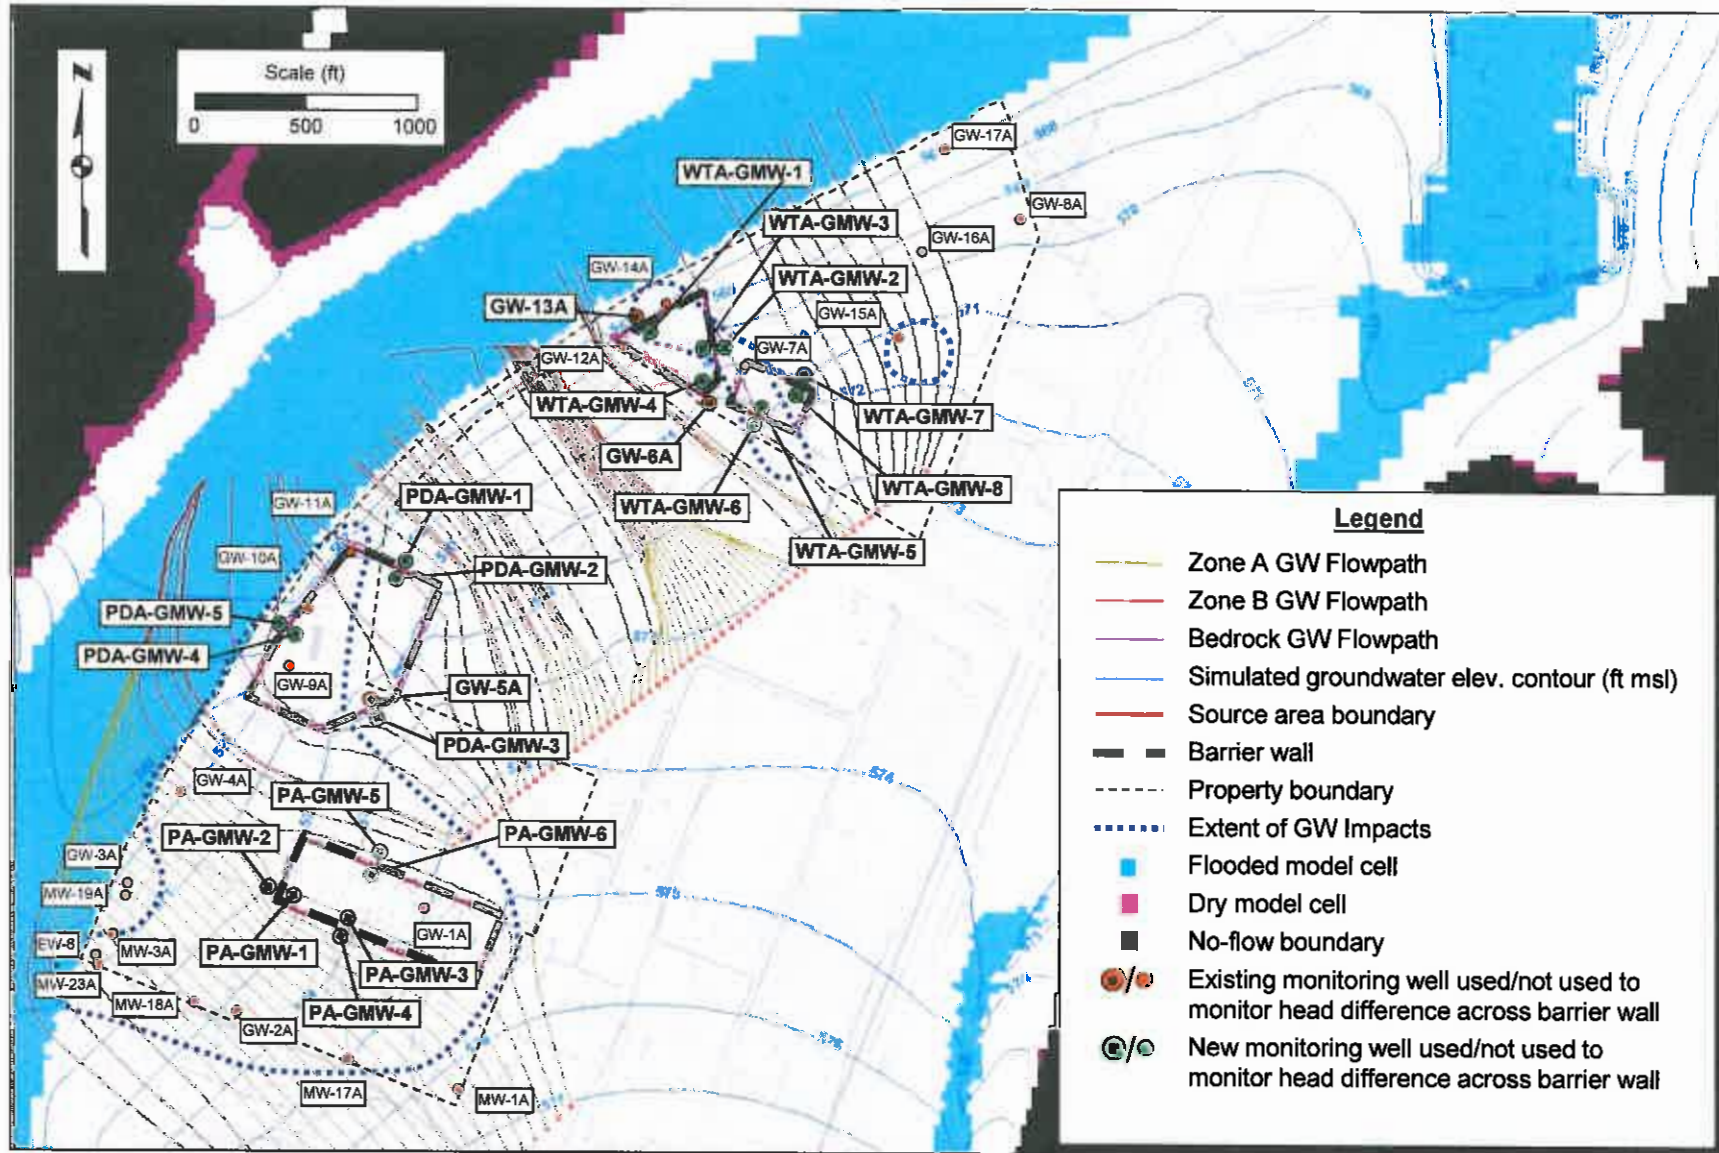 N
Scale (ft)
0 500 1000
GW-17A
WTA-GMW-1
GW-8A
WTA-GMW-3
GW-16A
GW-14A
WTA-GMW-2
GW-13A
GW-15A
GW-7A
GW-12A
WTA-GMW-4
WTA-GMW-7
GW-6A
WTA-GMW-8
WTA-GMW-6
WTA-GMW-5
PDA-GMW-1
GW-11A
GW-10A
PDA-GMW-2
PDA-GMW-5
PDA-GMW-4
GW-9A
GW-5A
PDA-GMW-3
GW-4A
PA-GMW-5
PA-GMW-2
PA-GMW-6
GW-3A
MW-19A
GW-1A
EW-8
MW-3A
PA-GMW-1
PA-GMW-3
MW-23A
MW-18A
PA-GMW-4
GW-2A
MW-17A
MW-1A
568
569
570
571
572
574
575
576
Legend
Zone A GW Flowpath
Zone B GW Flowpath
Bedrock GW Flowpath
Simulated groundwater elev. contour (ft msl)
Source area boundary
Barrier wall
Property boundary
Extent of GW Impacts
Flooded model cell
Dry model cell
No-flow boundary
Existing monitoring well used/not used to
monitor head difference across barrier wall
New monitoring well used/not used to
monitor head difference across barrier wall